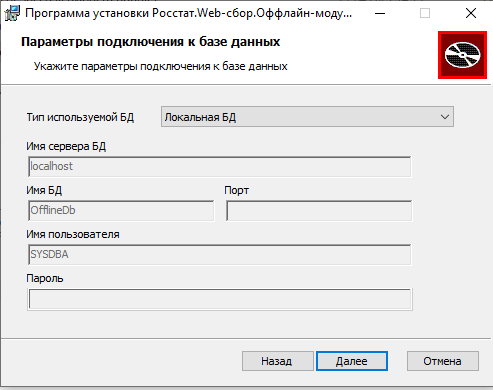 Программа установки Росстат.Web-сбор.Оффлайн-моду...
Параметры подключения к базе данных
Укажите параметры подключения к базе данных
Тип используемой БД
Локальная БД
Имя сервера БД
localhost
Имя БД Порт
OfflineDb
Имя пользователя
SYSDBA
Пароль
Назад Далее Отмена